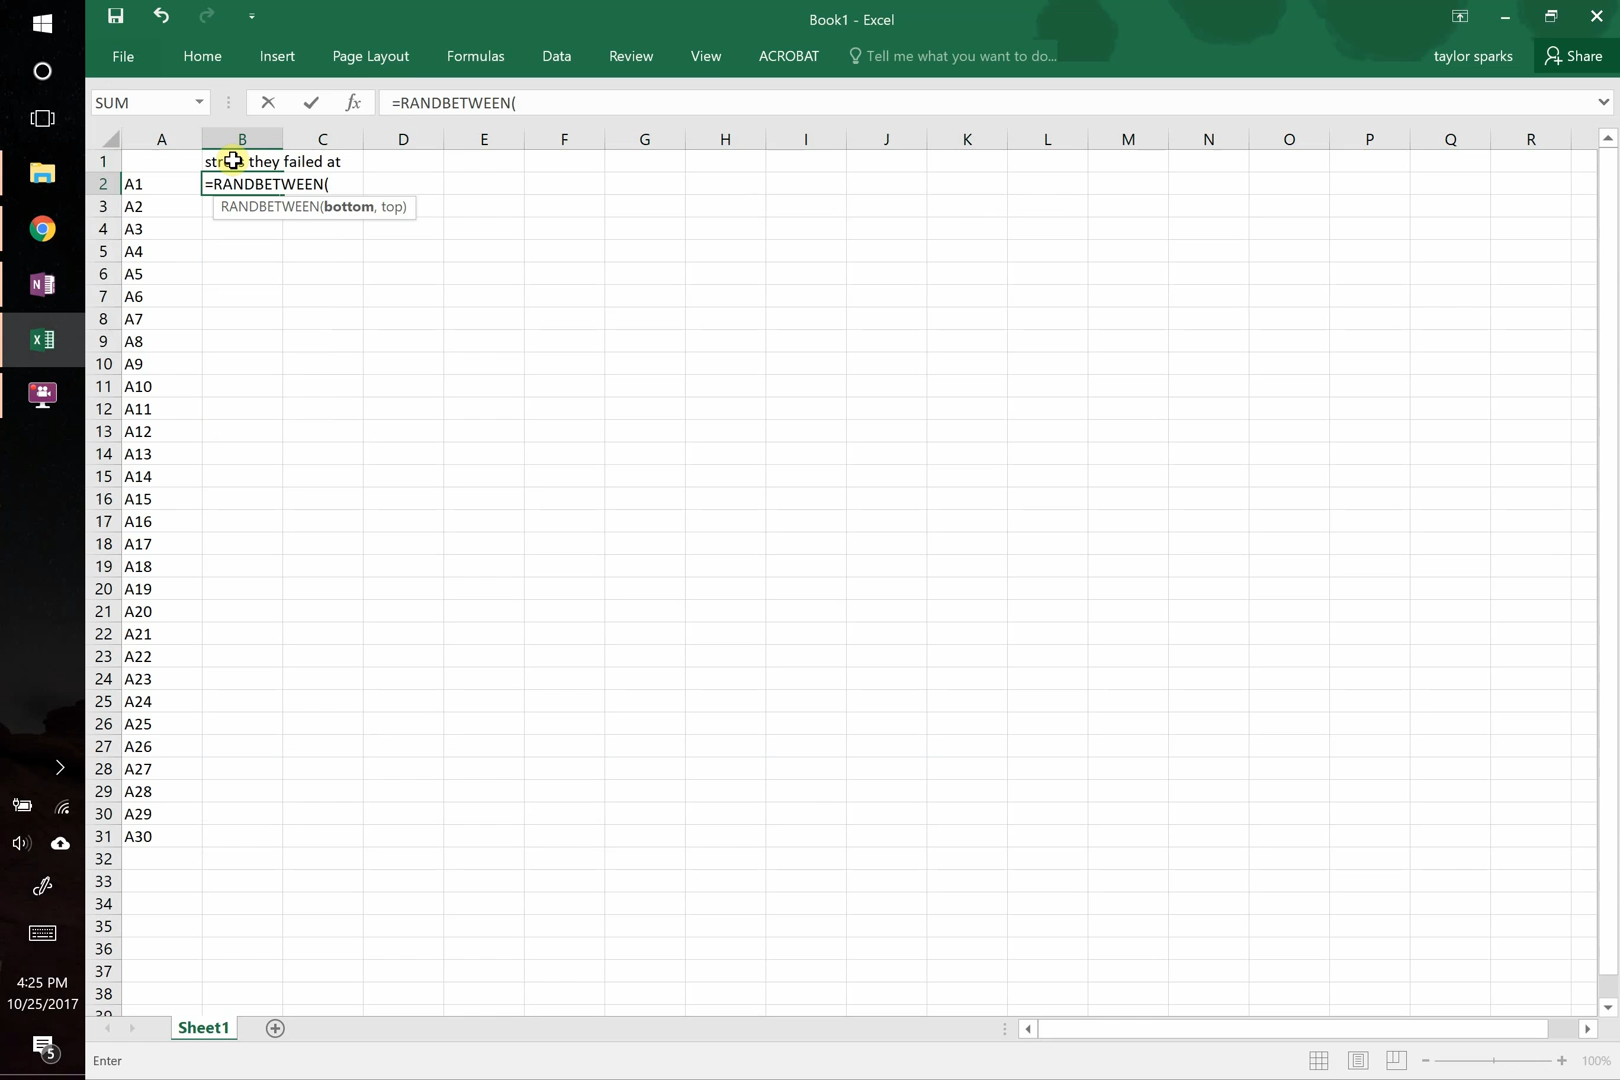 Book1 - Excel
File Home Insert Page Layout Formulas Data Review View ACROBAT Tell me what you want to do... taylor sparks Share
SUM fx =RANDBETWEEN(
A B C D E F G H I J K L M N O P Q R
1 they failed at
2 A1 =RANDBETWEEN(
3 A2 RANDBETWEEN(bottom, top)
4 A3
5 A4
6 A5
7 A6
8 A7
9 A8
10 A9
11 A10
12 A11
13 A12
14 A13
15 A14
16 A15
17 A16
18 A17
19 A18
20 A19
21 A20
22 A21
23 A22
24 A23
25 A24
26 A25
27 A26
28 A27
29 A28
30 A29
31 A30
32
33
34
35
36
37
38
39
4:25 PM
10/25/2017
5
Sheet1
Enter 100%